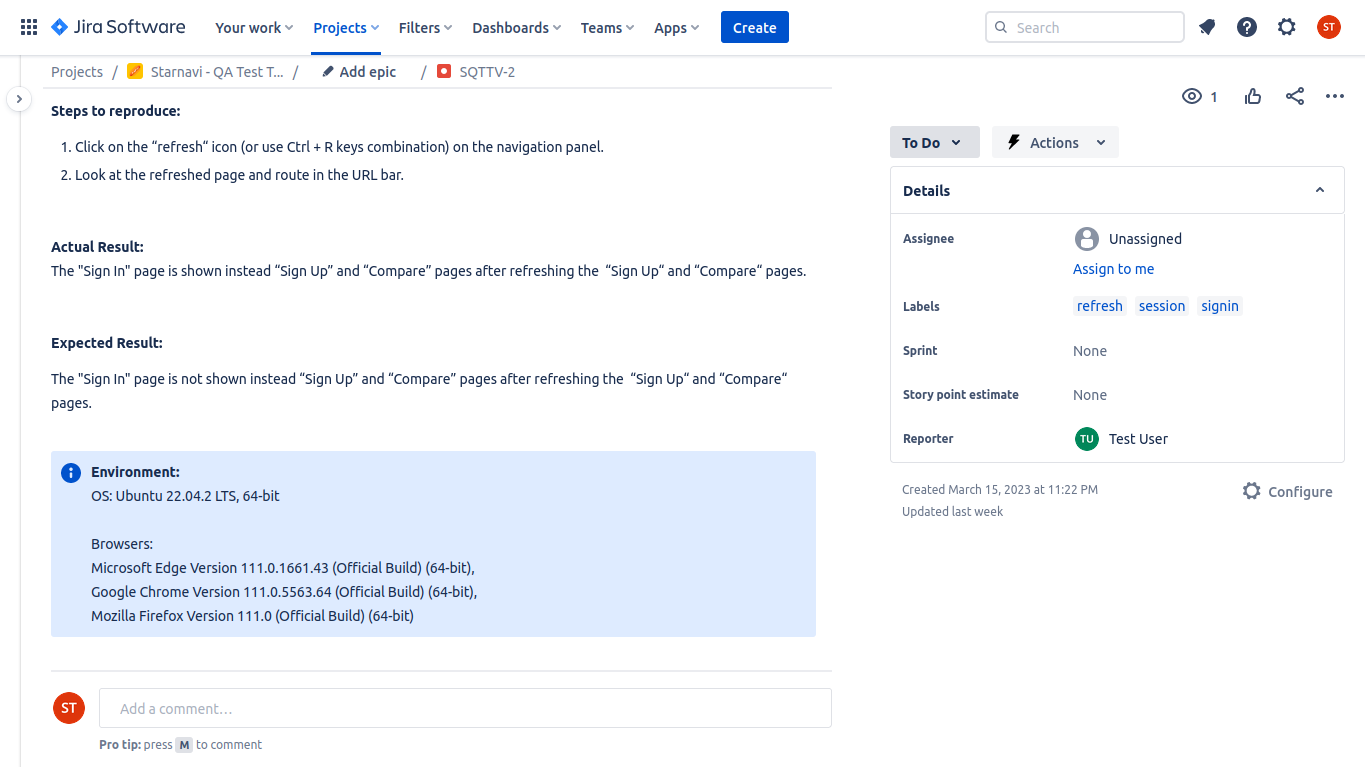 Jira Software Your work Projects Filters Dashboards Teams Apps Create Search ST
Projects / Starnavi - QA Test T... / Add epic / SQTTV-2
1
Steps to reproduce:
1. Click on the “refresh“ icon (or use Ctrl + R keys combination) on the navigation panel.
2. Look at the refreshed page and route in the URL bar.
Actual Result:
The "Sign In" page is shown instead “Sign Up” and “Compare” pages after refreshing the “Sign Up“ and “Compare“ pages.
Expected Result:
The "Sign In" page is not shown instead “Sign Up” and “Compare” pages after refreshing the “Sign Up“ and “Compare“
pages.
Environment:
OS: Ubuntu 22.04.2 LTS, 64-bit
Browsers:
Microsoft Edge Version 111.0.1661.43 (Official Build) (64-bit),
Google Chrome Version 111.0.5563.64 (Official Build) (64-bit),
Mozilla Firefox Version 111.0 (Official Build) (64-bit)
ST Add a comment…
Pro tip: press M to comment
To Do Actions
Details
Assignee Unassigned
Assign to me
Labels refresh session signin
Sprint None
Story point estimate None
Reporter TU Test User
Created March 15, 2023 at 11:22 PM Configure
Updated last week